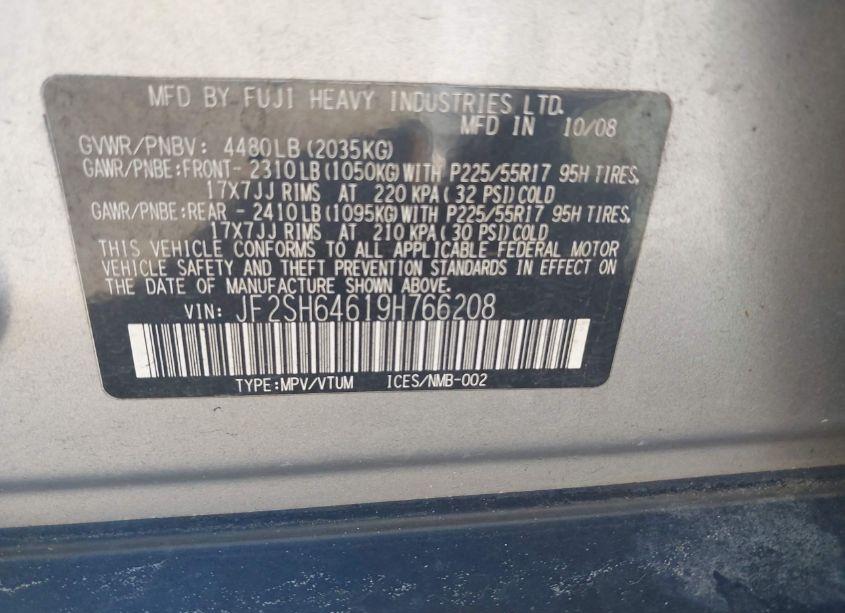 MFD BY FUJI HEAVY INDUSTRIES LTD.
MFD IN 10/08
GVWR/PNBV: 4480LB (2035KG)
GAWR/PNBE:FRONT- 2310LB (1050KG) WITH P225/55R17 95H TIRES,
17X7JJ RIMS AT 220 KPA (32 PSI) COLD
GAWR/PNBE:REAR - 2410LB (1095KG) WITH P225/55R17 95H TIRES,
17X7JJ RIMS AT 210 KPA (30 PSI) COLD
THIS VEHICLE CONFORMS TO ALL APPLICABLE FEDERAL MOTOR
VEHICLE SAFETY AND THEFT PREVENTION STANDARDS IN EFFECT ON
THE DATE OF MANUFACTURE SHOWN ABOVE.
VIN: JF2SH64619H766208
TYPE:MPV/VTUM ICES/NMB-002